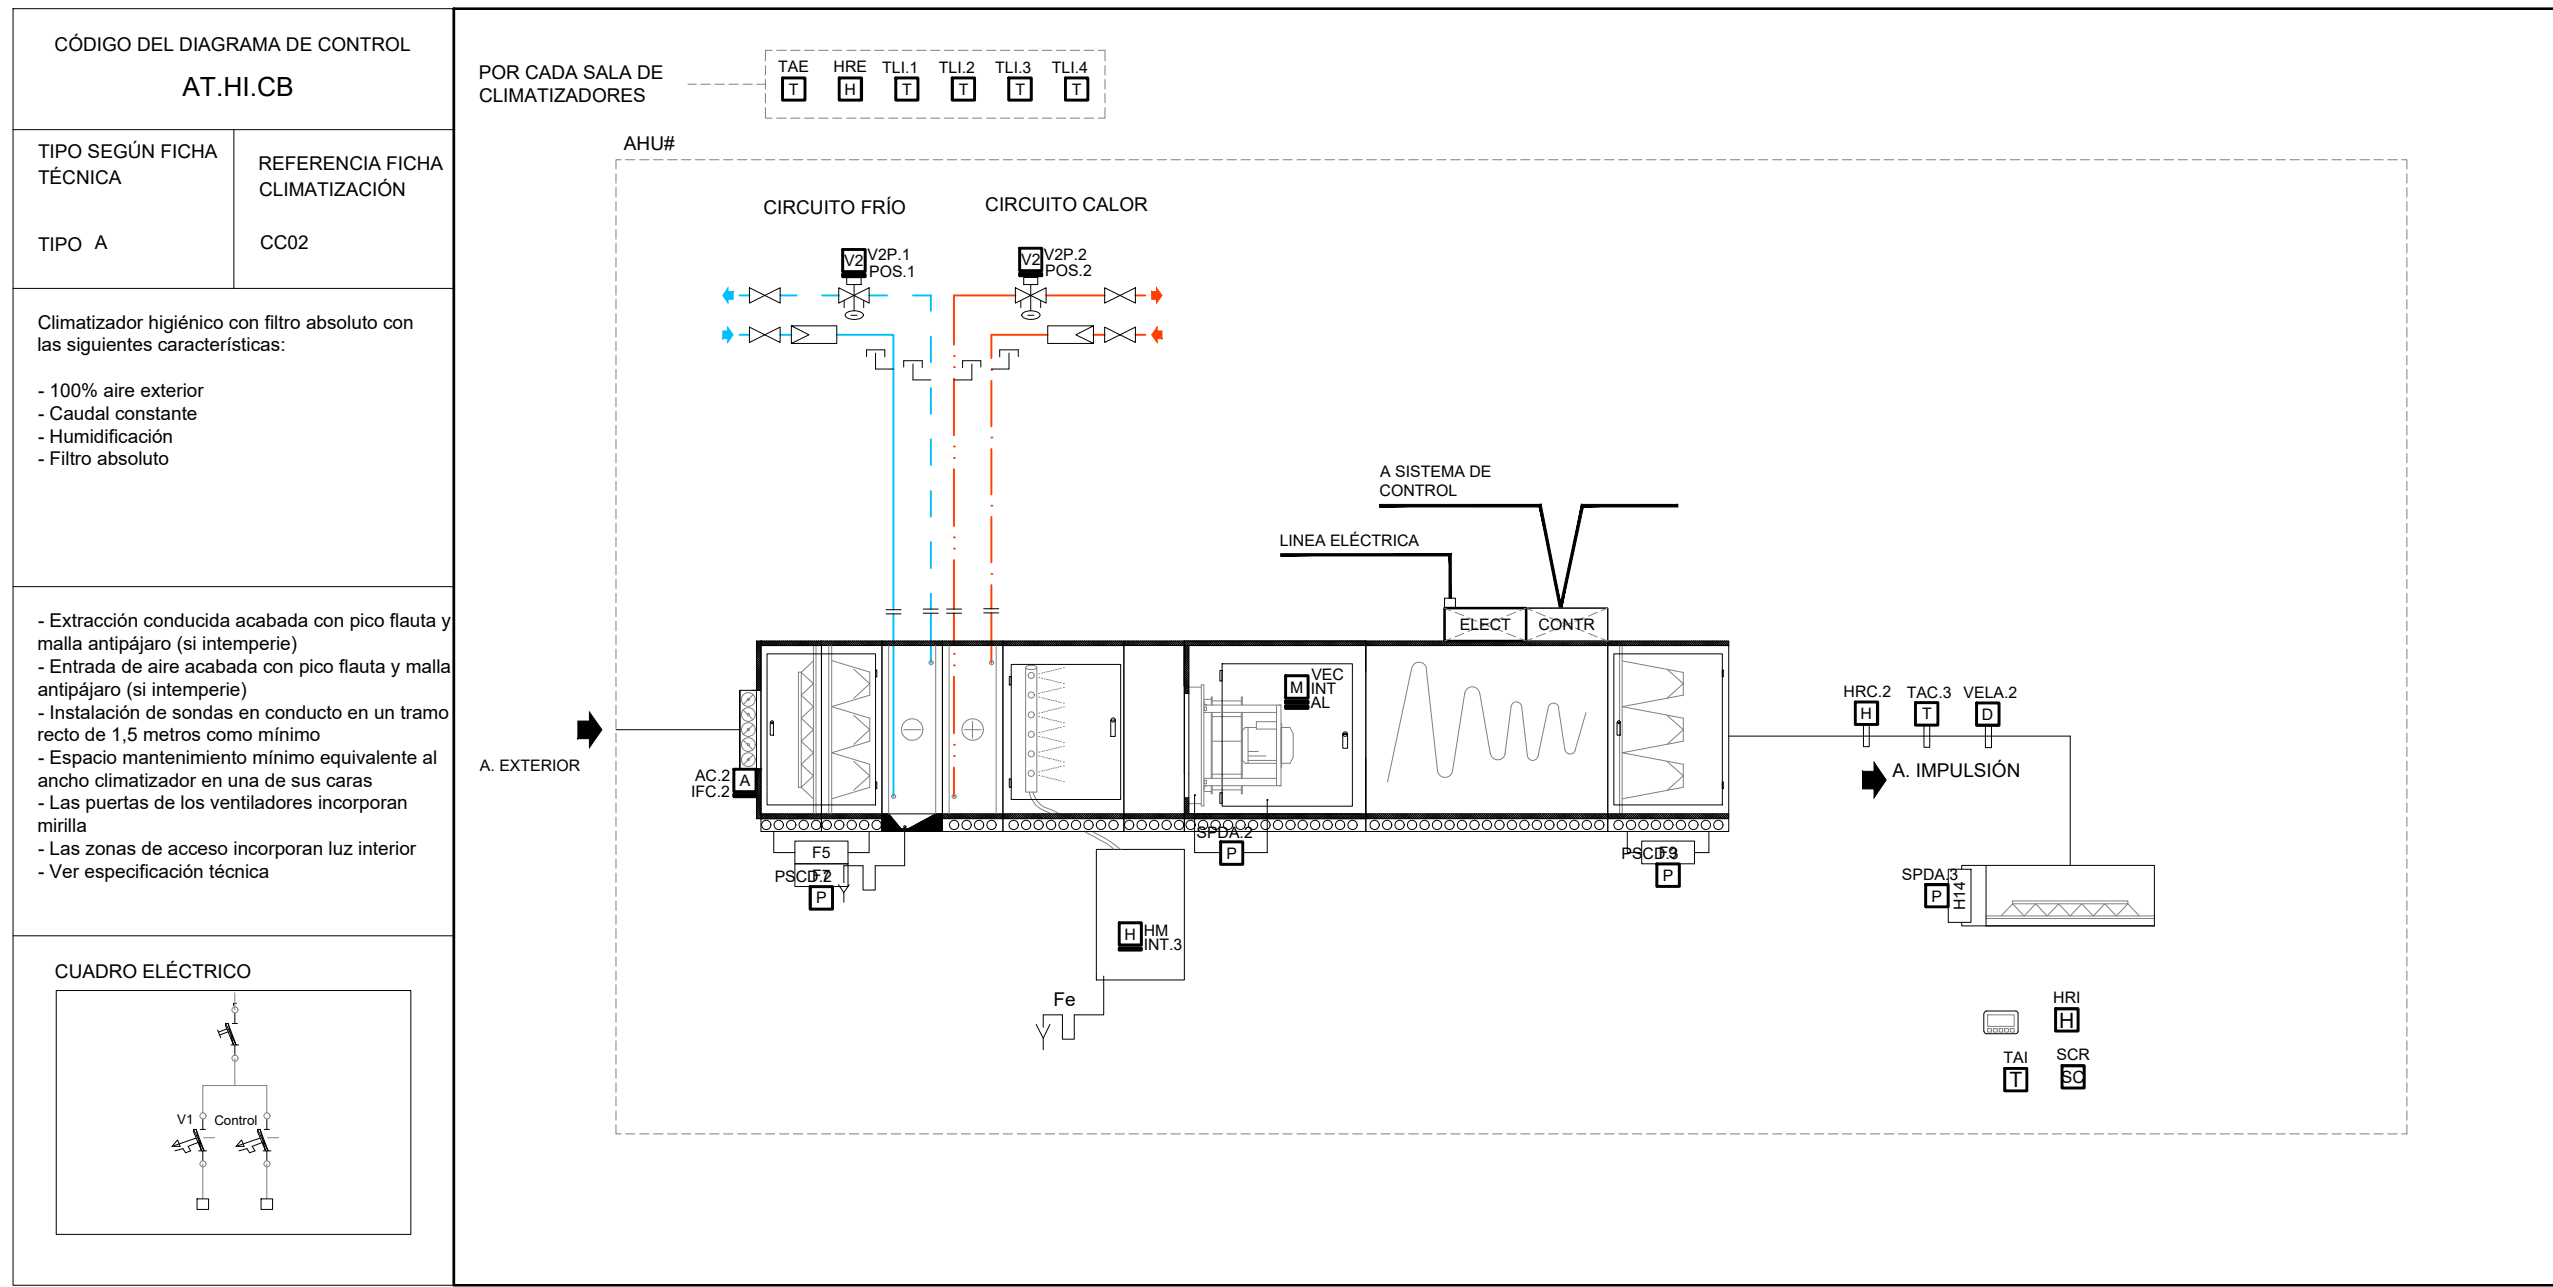 CÓDIGO DEL DIAGRAMA DE CONTROL
AT.HI.CB
TIPO SEGÚN FICHA
TÉCNICA
TIPO A
REFERENCIA FICHA
CLIMATIZACIÓN
CC02
Climatizador higiénico con filtro absoluto con
las siguientes características:
- 100% aire exterior
- Caudal constante
- Humidificación
- Filtro absoluto
- Extracción conducida acabada con pico flauta y
malla antipájaro (si intemperie)
- Entrada de aire acabada con pico flauta y malla
antipájaro (si intemperie)
- Instalación de sondas en conducto en un tramo
recto de 1,5 metros como mínimo
- Espacio mantenimiento mínimo equivalente al
ancho climatizador en una de sus caras
- Las puertas de los ventiladores incorporan
mirilla
- Las zonas de acceso incorporan luz interior
- Ver especificación técnica
CUADRO ELÉCTRICO
V1 Control
POR CADA SALA DE
CLIMATIZADORES
TAE HRE TLI.1 TLI.2 TLI.3 TLI.4
T H T T T T
AHU#
CIRCUITO FRÍO
CIRCUITO CALOR
V2 V2P.1
POS.1
V2 V2P.2
POS.2
A SISTEMA DE
CONTROL
LINEA ELÉCTRICA
ELECT CONTR
M VEC
INT
AL
A. EXTERIOR
AC.2
IFC.2
A
F5
F7
PSCD.2
P
SPDA.2
P
PSCD.3
F9
P
H HM
INT.3
Fe
HRC.2 TAC.3 VELA.2
H T D
A. IMPULSIÓN
SPDA.3
P
H14
HRI
H
TAI
T
SCR
SC